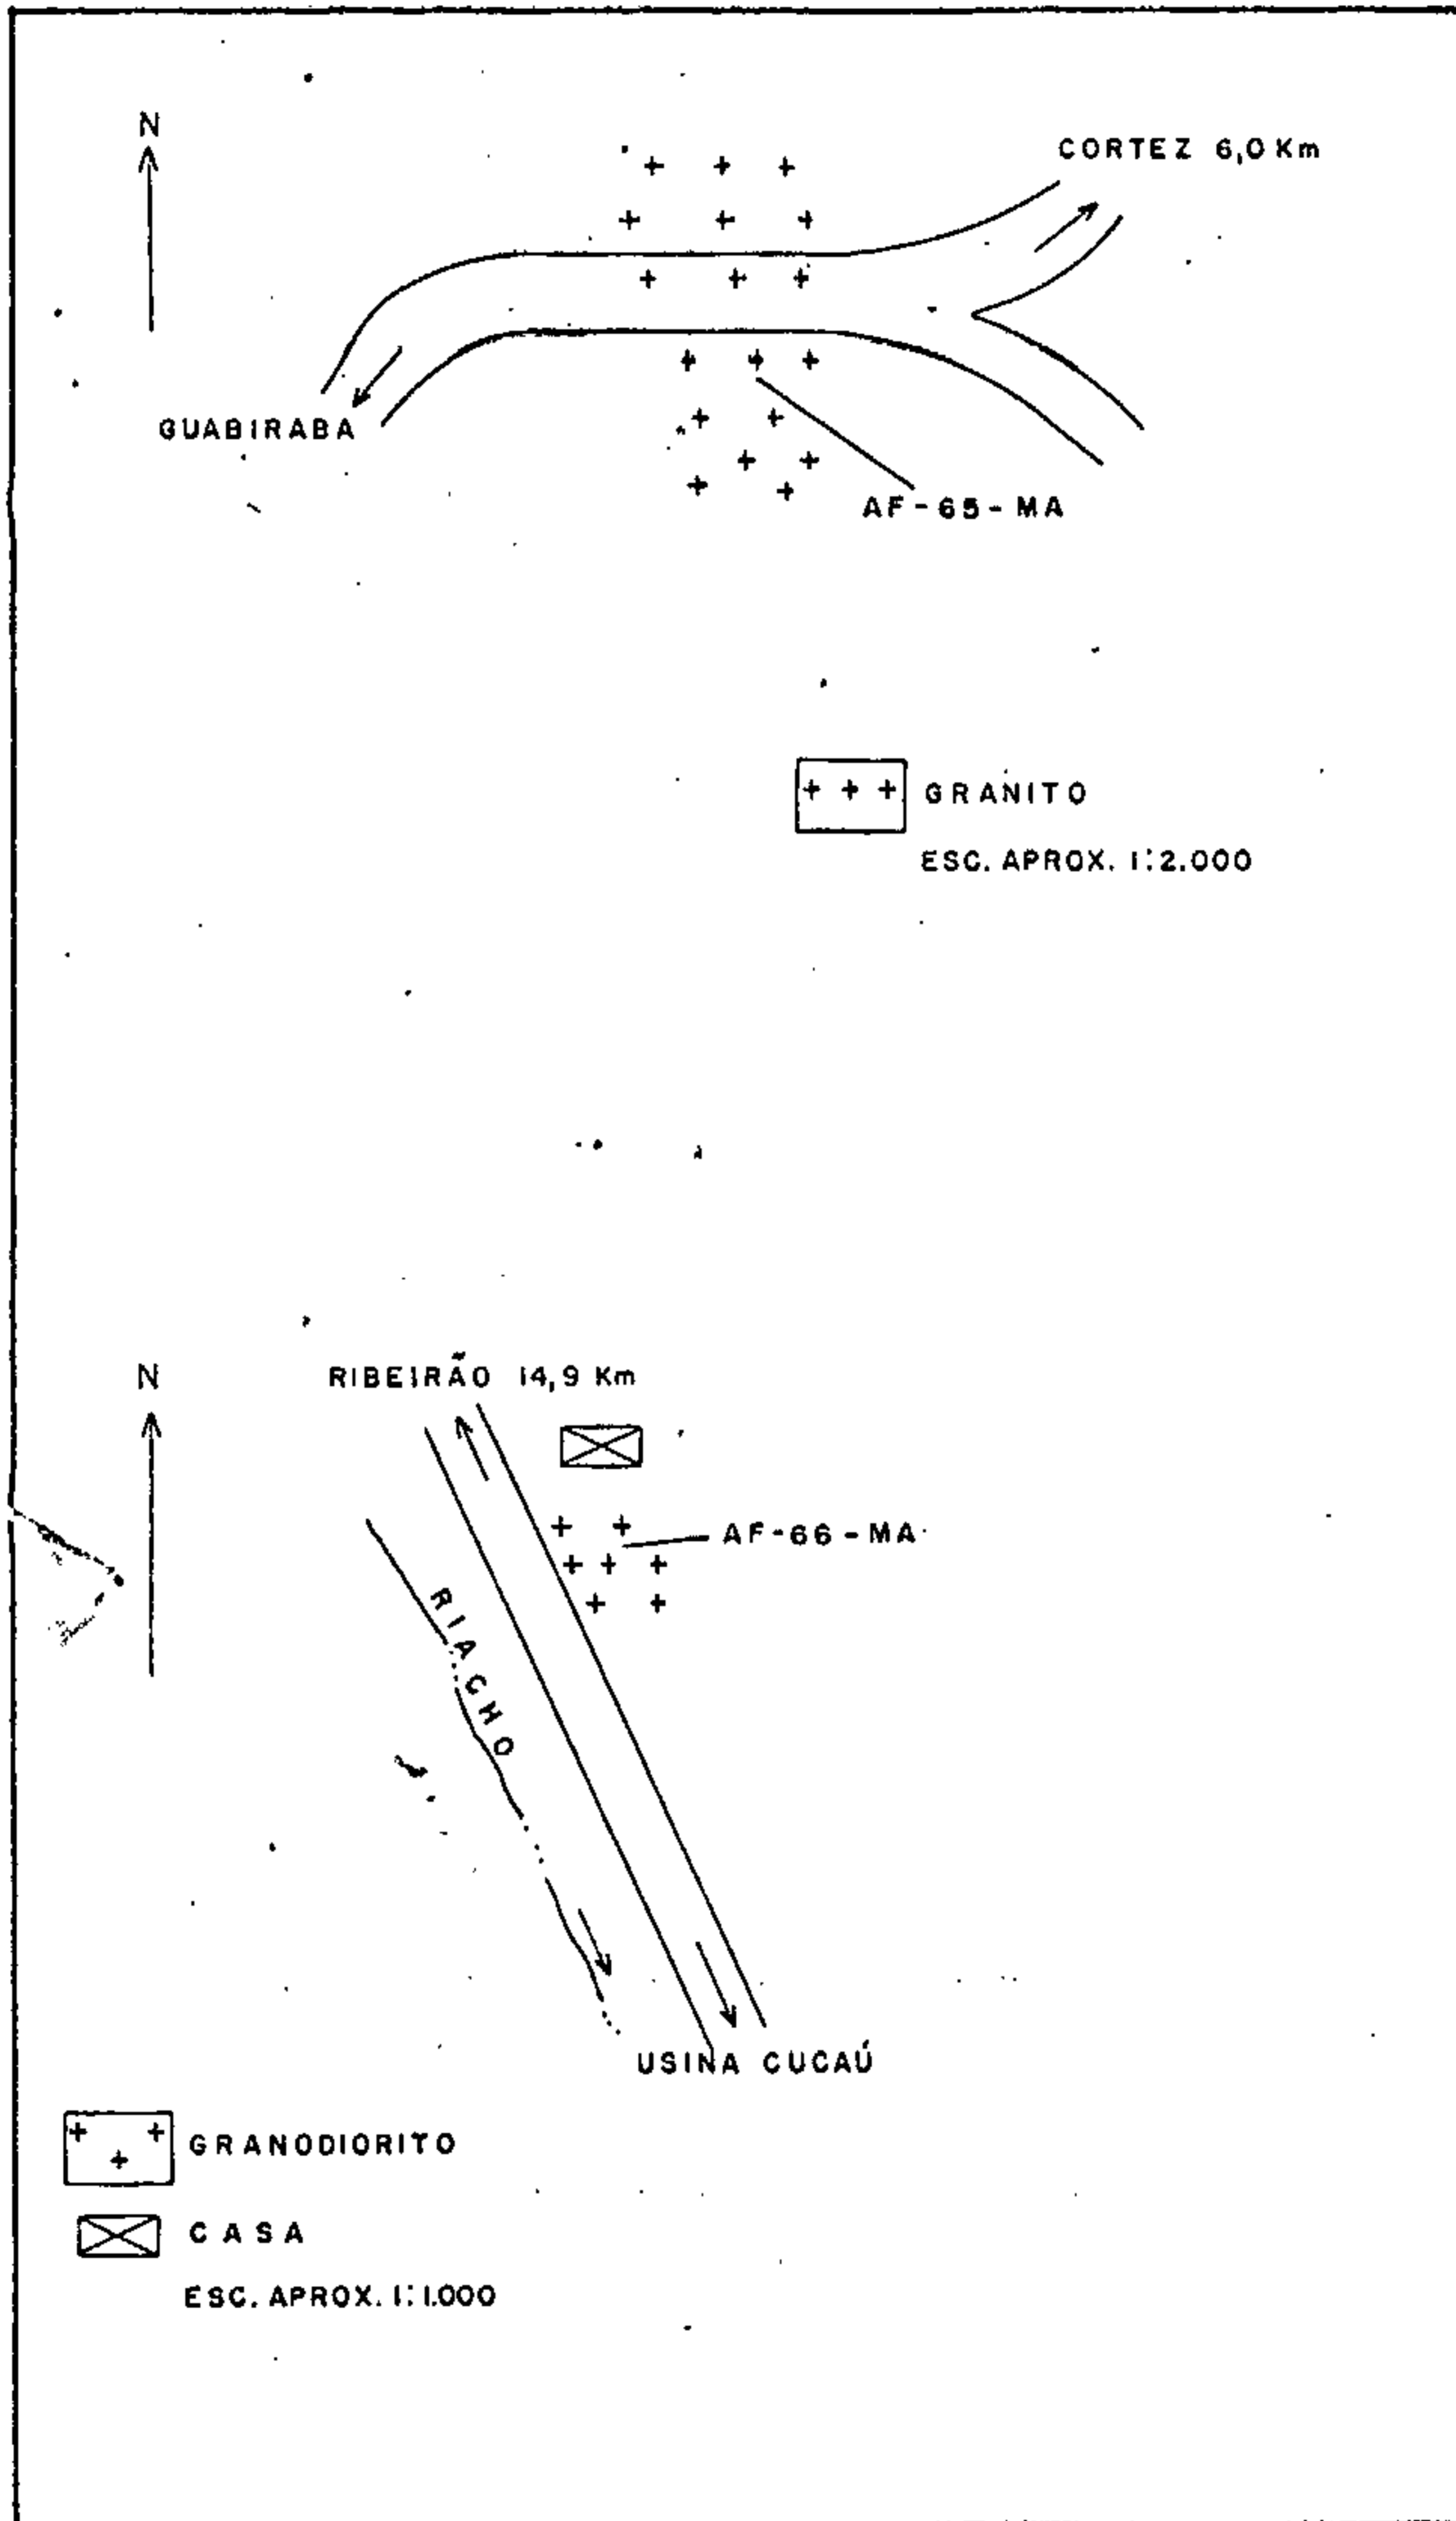 N
CORTEZ 6,0 Km
GUABIRABA
AF-65-MA
GRANITO
ESC. APROX. 1:2.000
N
RIBEIRÃO 14,9 Km
AF-66-MA
RIACHO
USINA CUCAÚ
GRANODIORITO
CASA
ESC. APROX. 1:1.000